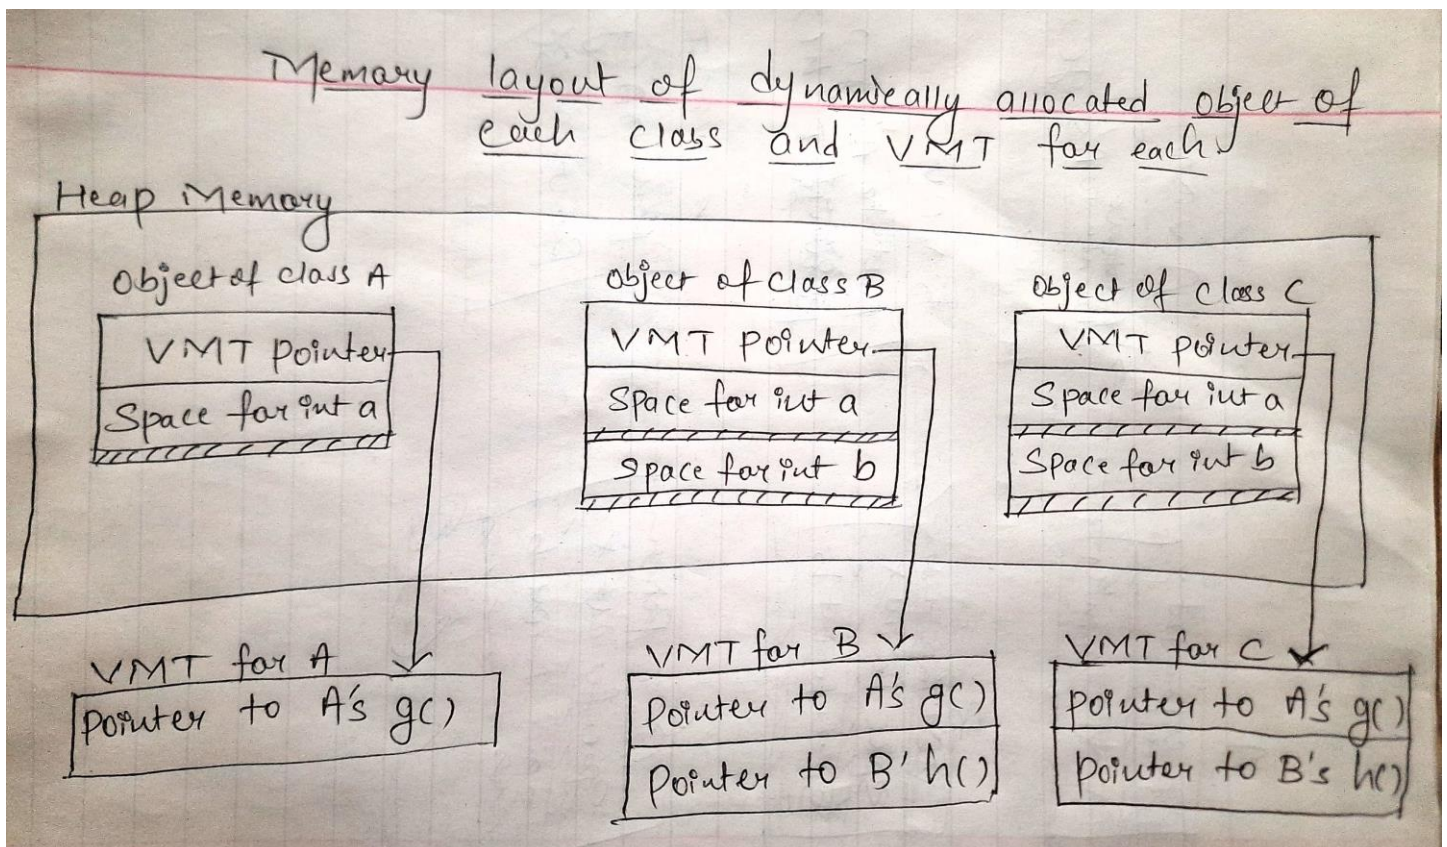 Memory layout of dynamically allocated object of
each class and VMT for each.
Heap Memory
Object of class A
VMT pointer
Space for int a
Object of Class B
VMT pointer
Space for int a
Space for int b
Object of Class C
VMT pointer
Space for int a
Space for int b
VMT for A
Pointer to A's g()
VMT for B
Pointer to A's g()
Pointer to B' h()
VMT for C
Pointer to A's g()
Pointer to B's h()